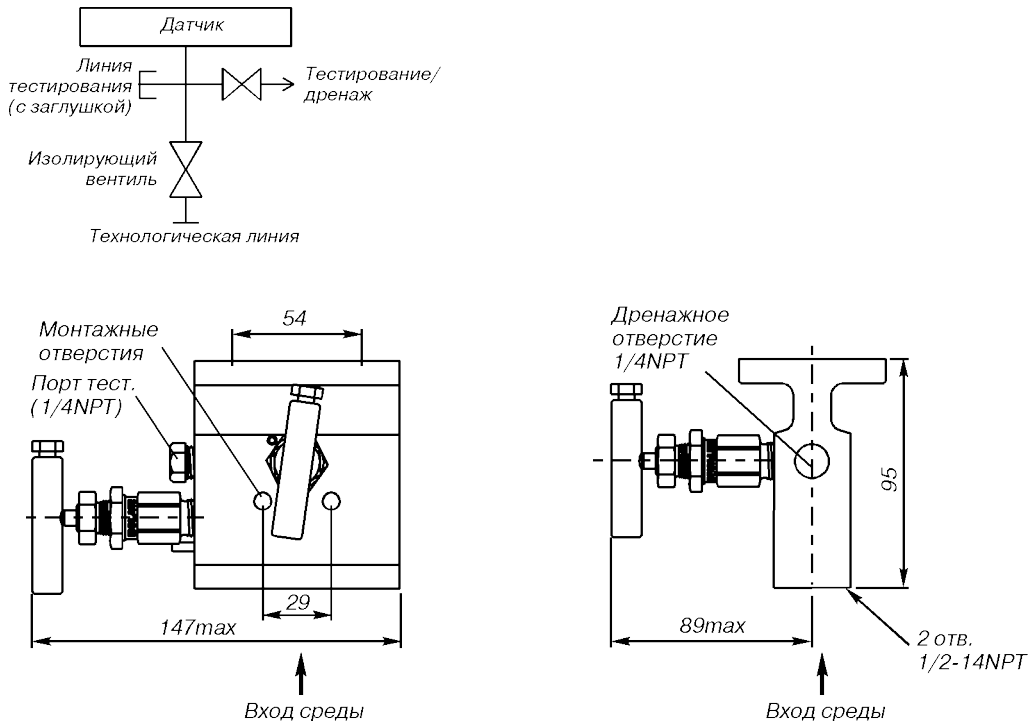 Датчик
Линия
тестирования
(с заглушкой)
Тестирование/
дренаж
Изолирующий
вентиль
Технологическая линия
54
Монтажные
отверстия
Порт тест.
(1/4NPT)
29
147max
Вход среды
Дренажное
отверстие
1/4NPT
95
89max
2 отв.
1/2-14NPT
Вход среды